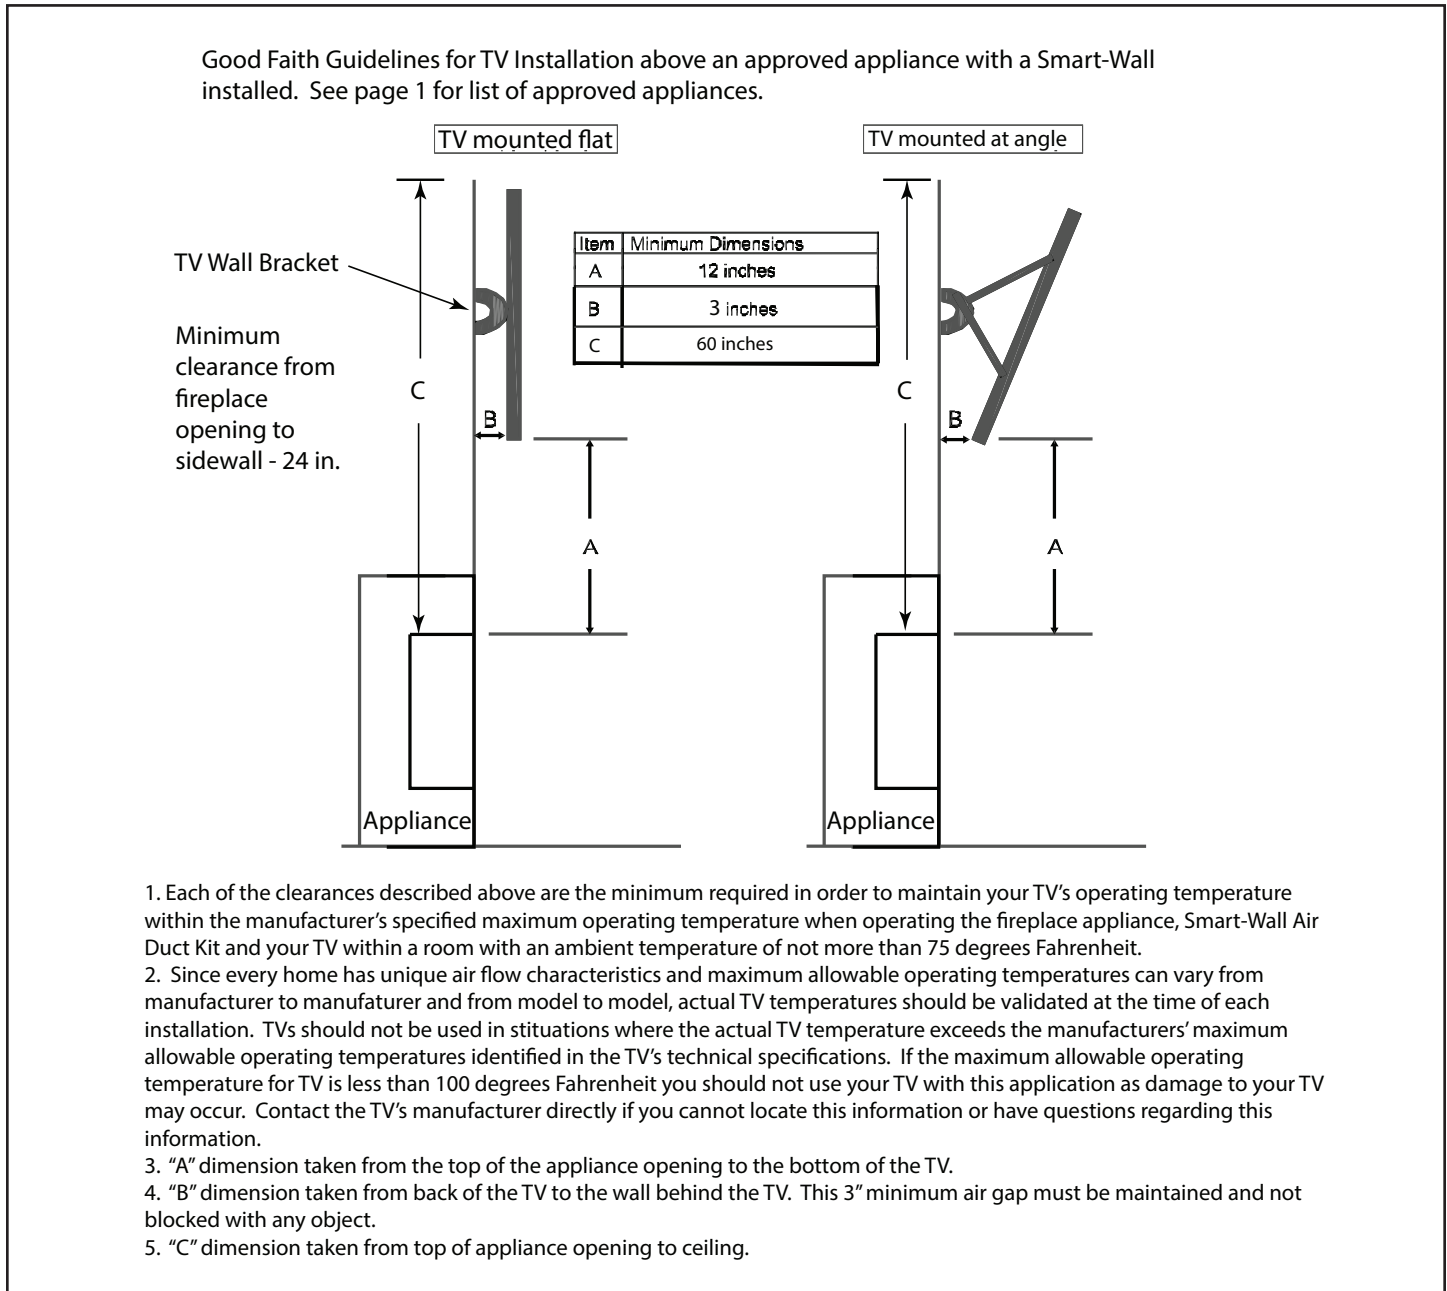 Good Faith Guidelines for TV Installation above an approved appliance with a Smart-Wall
installed.  See page 1 for list of approved appliances.
TV mounted flat
TV mounted at angle
TV Wall Bracket
Minimum
clearance from
fireplace
opening to
sidewall - 24 in.
Item Minimum Dimensions
A 12 inches
B 3 inches
C 60 inches
C
B
A
Appliance
C
B
A
Appliance
1. Each of the clearances described above are the minimum required in order to maintain your TV’s operating temperature
within the manufacturer’s specified maximum operating temperature when operating the fireplace appliance, Smart-Wall Air
Duct Kit and your TV within a room with an ambient temperature of not more than 75 degrees Fahrenheit.
2.  Since every home has unique air flow characteristics and maximum allowable operating temperatures can vary from
manufacturer to manufaturer and from model to model, actual TV temperatures should be validated at the time of each
installation.  TVs should not be used in stituations where the actual TV temperature exceeds the manufacturers’ maximum
allowable operating temperatures identified in the TV’s technical specifications.  If the maximum allowable operating
temperature for TV is less than 100 degrees Fahrenheit you should not use your TV with this application as damage to your TV
may occur.  Contact the TV’s manufacturer directly if you cannot locate this information or have questions regarding this
information.
3.  “A” dimension taken from the top of the appliance opening to the bottom of the TV.
4.  “B” dimension taken from back of the TV to the wall behind the TV.  This 3” minimum air gap must be maintained and not
blocked with any object.
5.  “C” dimension taken from top of appliance opening to ceiling.